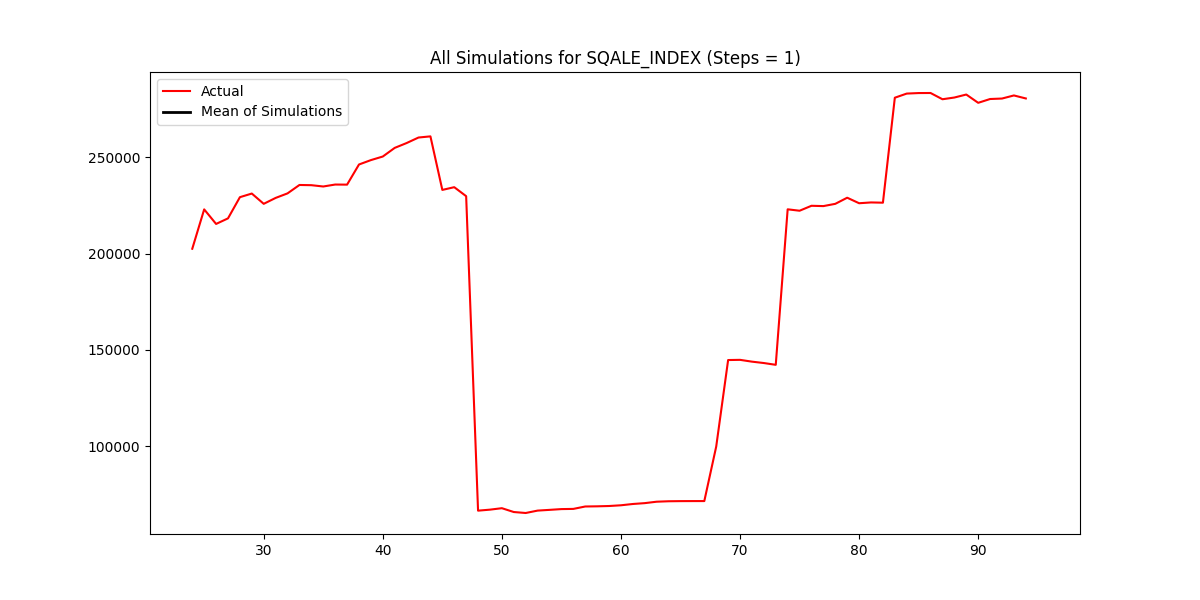 All Simulations for SQALE_INDEX (Steps = 1)
Actual
Mean of Simulations
250000
200000
150000
100000
30 40 50 60 70 80 90